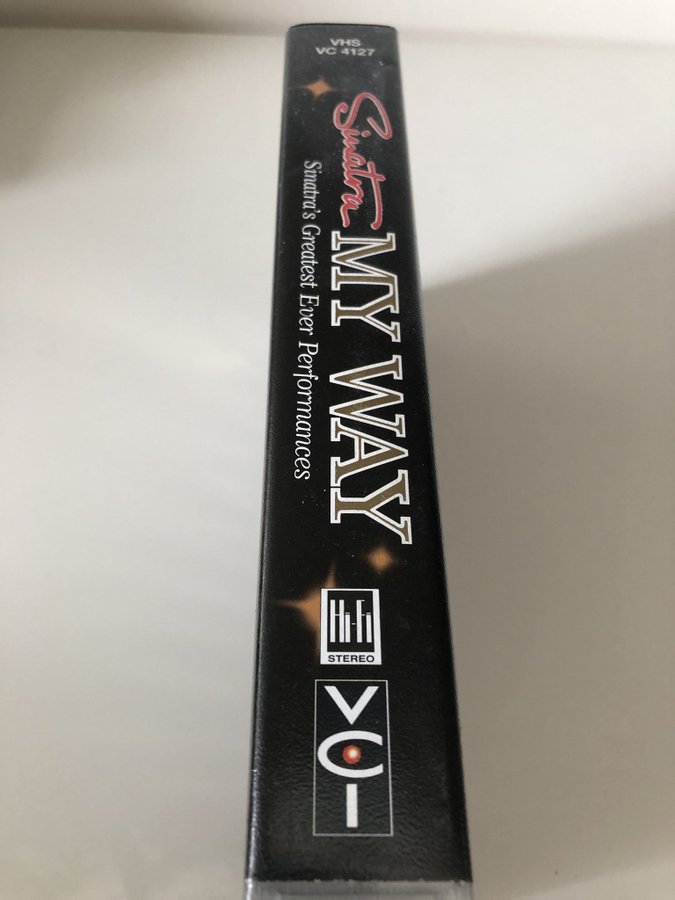 VHS
VC 4127
Sinatra
MY WAY
Sinatra's Greatest Ever Performances
Hi-Fi
STEREO
VCI